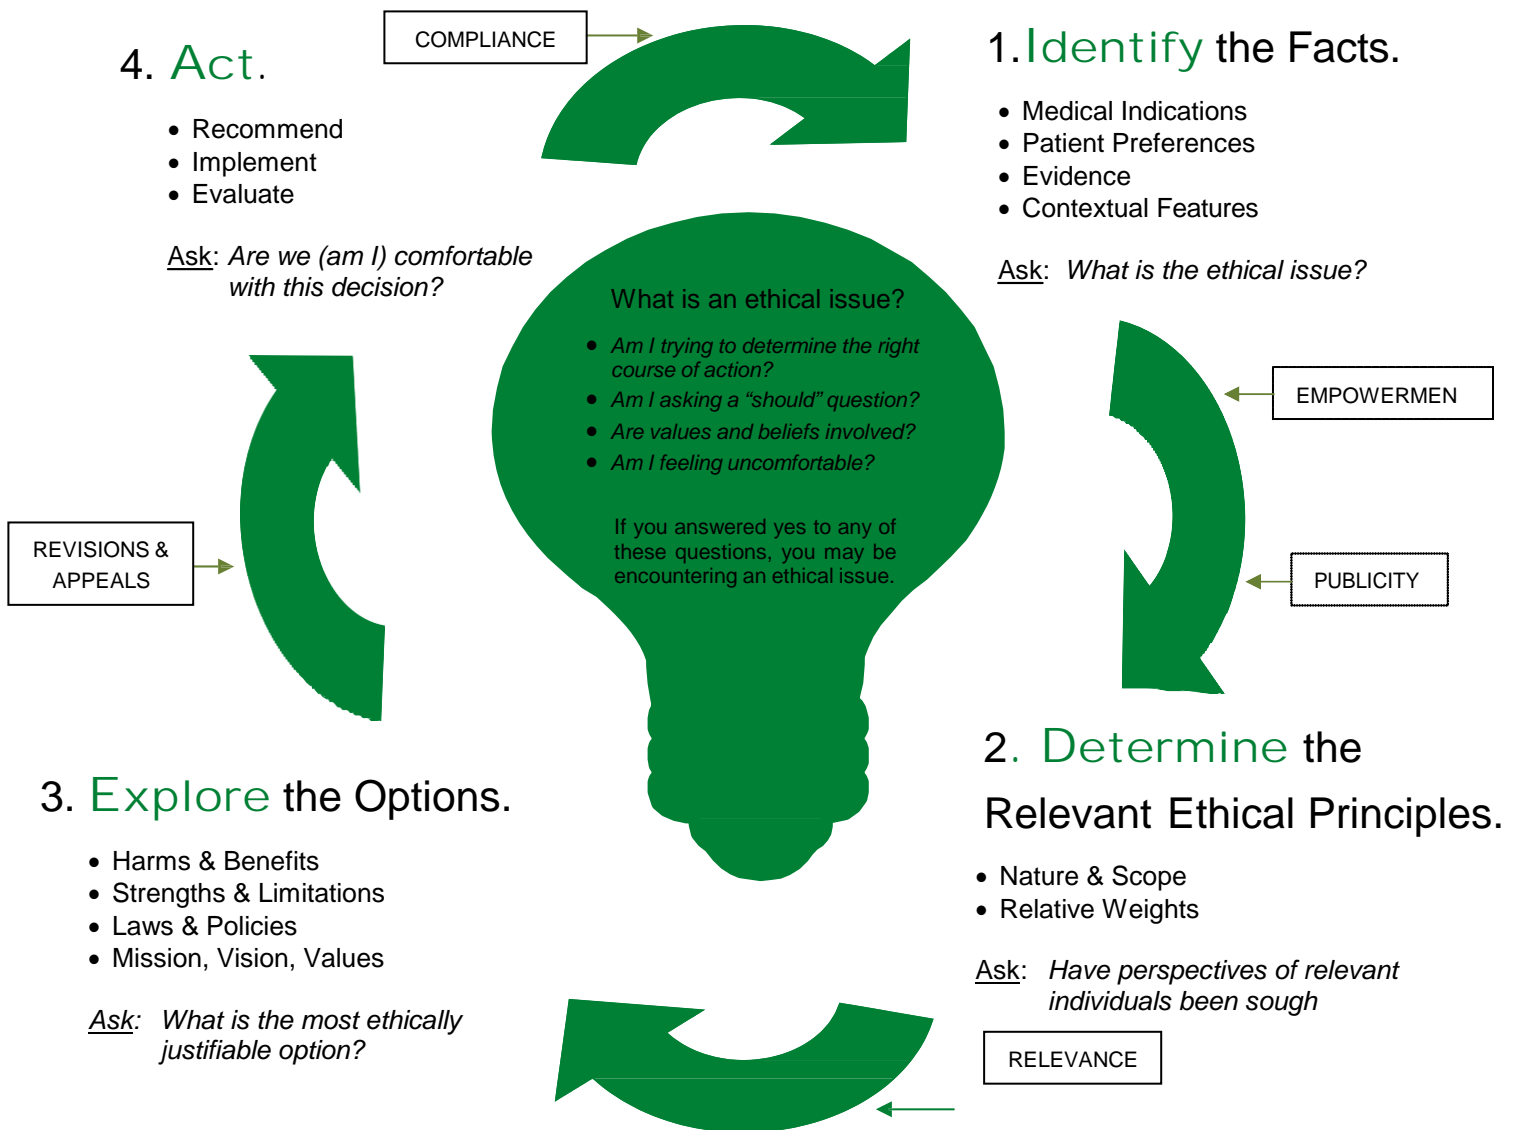 COMPLIANCE
4. Act.
• Recommend
• Implement
• Evaluate
Ask: Are we (am I) comfortable
with this decision?
1.Identify the Facts.
• Medical Indications
• Patient Preferences
• Evidence
• Contextual Features
Ask: What is the ethical issue?
What is an ethical issue?
• Am I trying to determine the right
course of action?
• Am I asking a “should” question?
• Are values and beliefs involved?
• Am I feeling uncomfortable?
If you answered yes to any of
these questions, you may be
encountering an ethical issue.
EMPOWERMEN
PUBLICITY
REVISIONS &
APPEALS
2. Determine the
Relevant Ethical Principles.
• Nature & Scope
• Relative Weights
Ask: Have perspectives of relevant
individuals been sough
RELEVANCE
3. Explore the Options.
• Harms & Benefits
• Strengths & Limitations
• Laws & Policies
• Mission, Vision, Values
Ask: What is the most ethically
justifiable option?